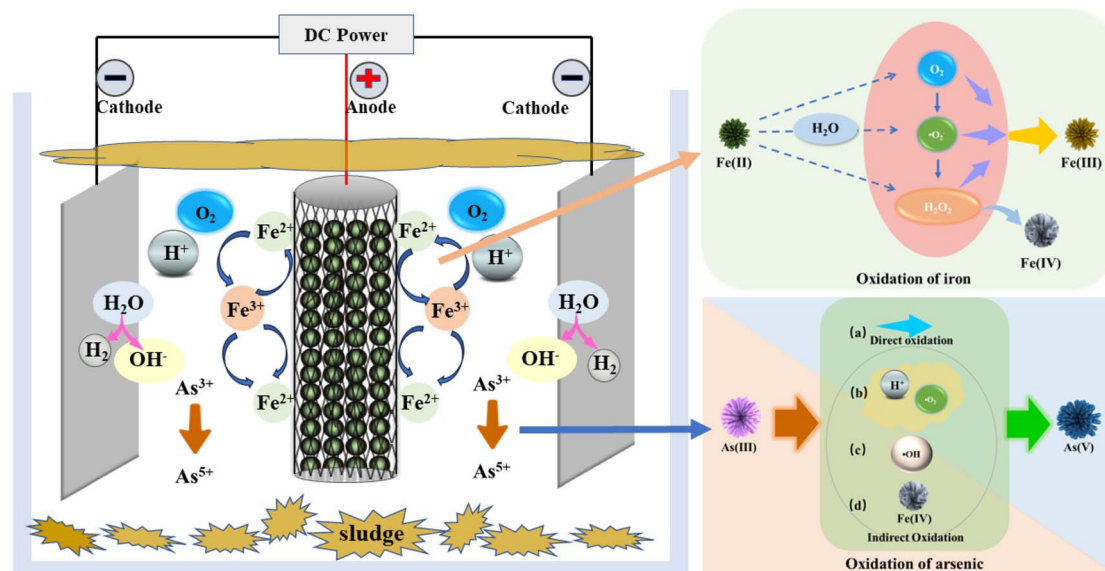 DC Power
Cathode
Anode
Cathode
O₂
H⁺
H₂O
H₂
OH⁻
As³⁺
As⁵⁺
Fe²⁺
Fe³⁺
Fe²⁺
Fe²⁺
Fe³⁺
Fe²⁺
O₂
H⁺
H₂O
OH⁻
H₂
As³⁺
As⁵⁺
sludge
Fe(II)
H₂O
O₂
•O₂
H₂O₂
Fe(III)
Fe(IV)
Oxidation of iron
As(III)
(a)
Direct oxidation
(b)
H⁺
•O₂
(c)
•OH
(d)
Fe(IV)
Indirect Oxidation
As(V)
Oxidation of arsenic